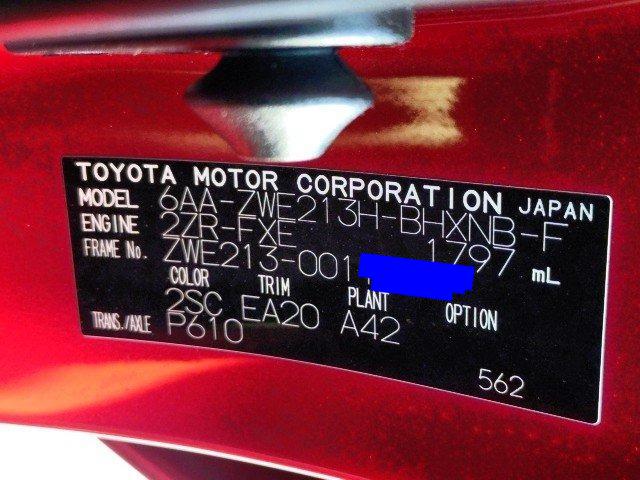 TOYOTA MOTOR CORPORATION JAPAN
MODEL 6AA-ZWE213H-BHXNB-F
ENGINE 2ZR-FXE 1797 mL
FRAME No. ZWE213-001
COLOR TRIM PLANT OPTION
2SC EA20 A42
TRANS./AXLE P610
562